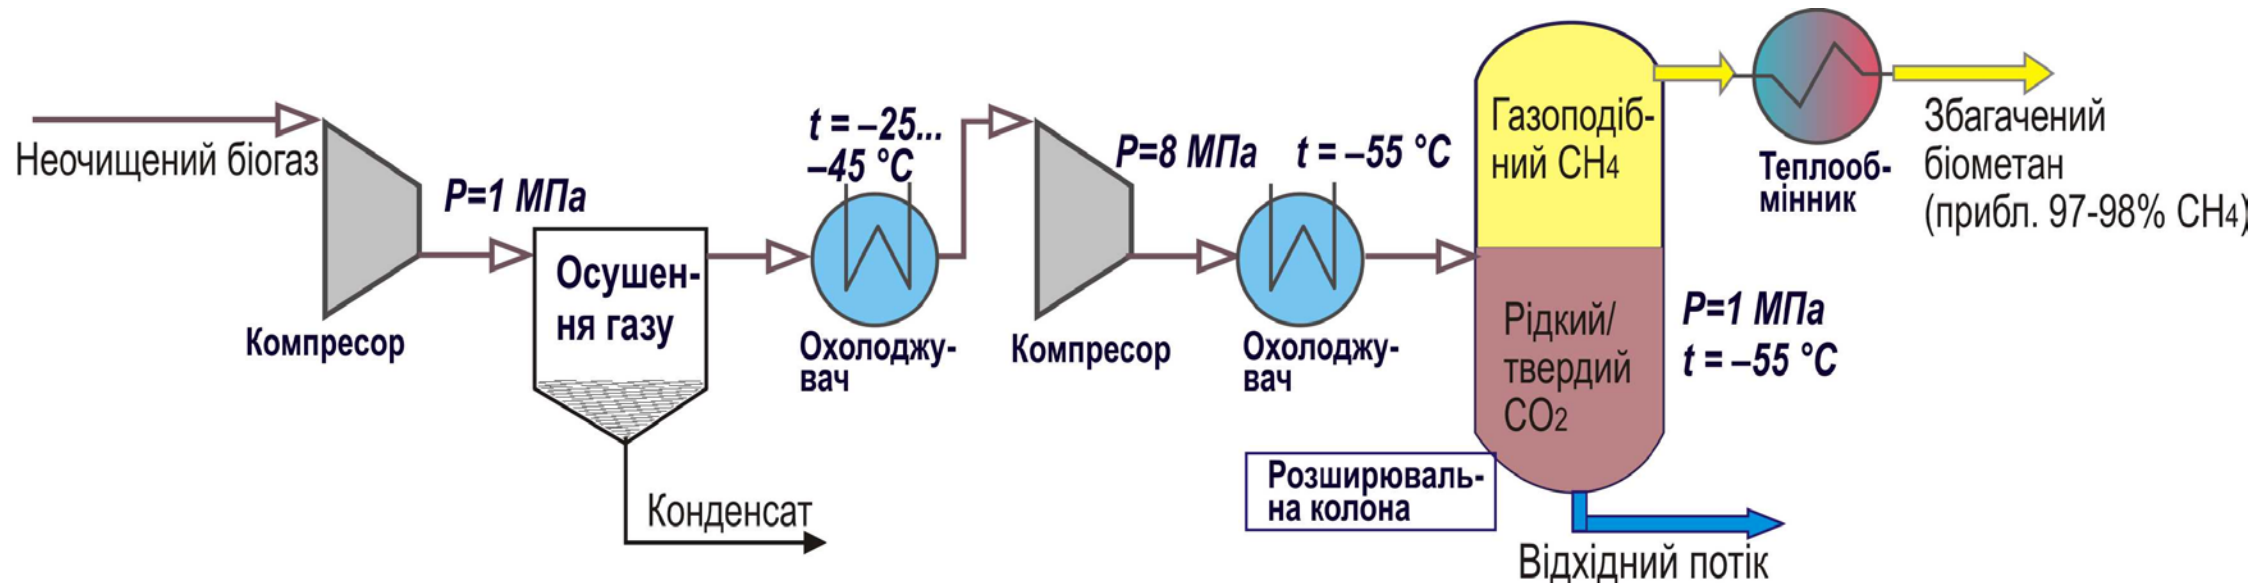 Неочищений біогаз
Компресор
P=1 МПа
Осушен-
ня газу
Конденсат
t = –25...
–45 °C
Охолоджу-
вач
Компресор
P=8 МПа
t = –55 °C
Охолоджу-
вач
Газоподіб-
ний CH4
Рідкий/
твердий
CO2
P=1 МПа
t = –55 °C
Розширюваль-
на колона
Відхідний потік
Теплооб-
мінник
Збагачений
біометан
(прибл. 97-98% CH4)